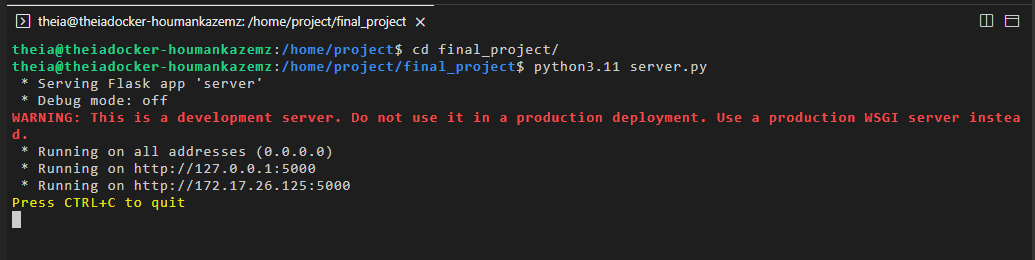 theia@theiadocker-houmankazemz: /home/project/final_project ×
theia@theiadocker-houmankazemz:/home/project$ cd final_project/
theia@theiadocker-houmankazemz:/home/project/final_project$ python3.11 server.py
 * Serving Flask app 'server'
 * Debug mode: off
WARNING: This is a development server. Do not use it in a production deployment. Use a production WSGI server instea
d.
 * Running on all addresses (0.0.0.0)
 * Running on http://127.0.0.1:5000
 * Running on http://172.17.26.125:5000
Press CTRL+C to quit